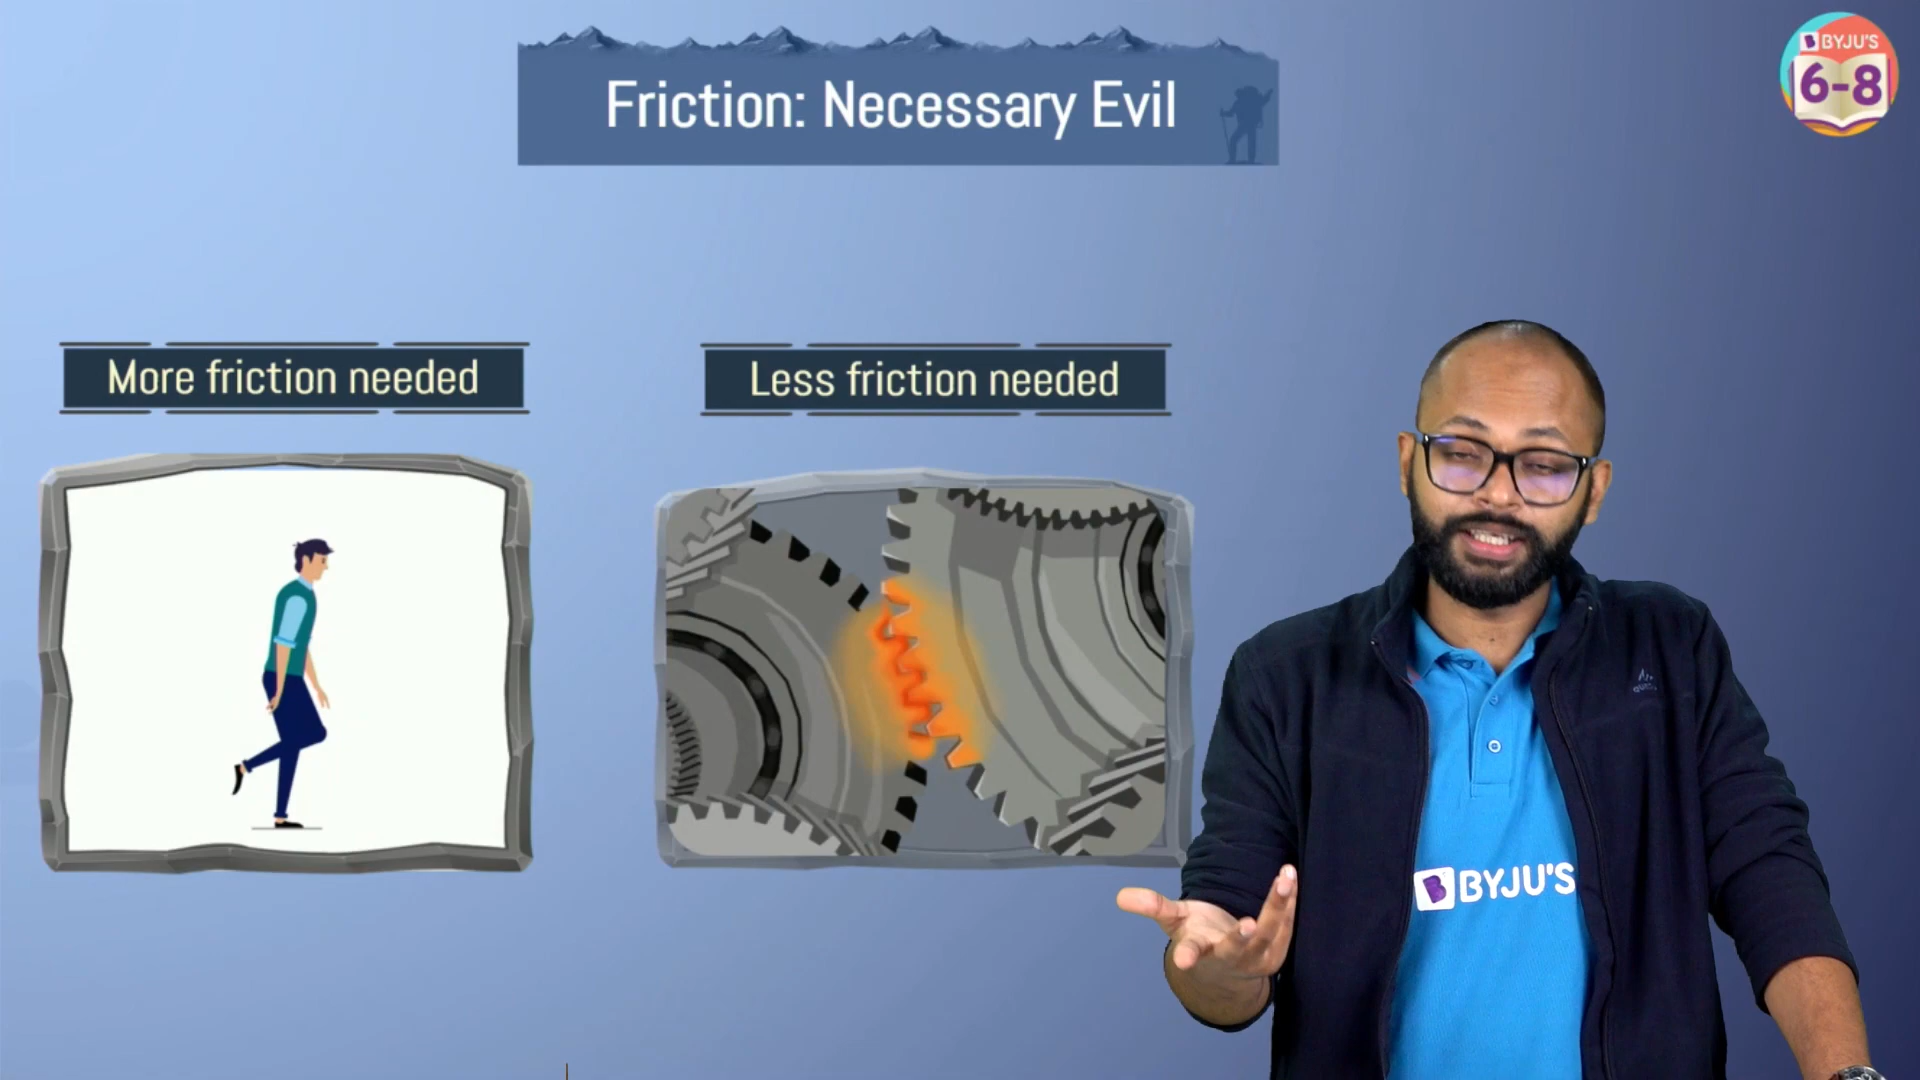 Friction: Necessary Evil
BYJU'S
6-8
More friction needed
Less friction needed
BYJU'S